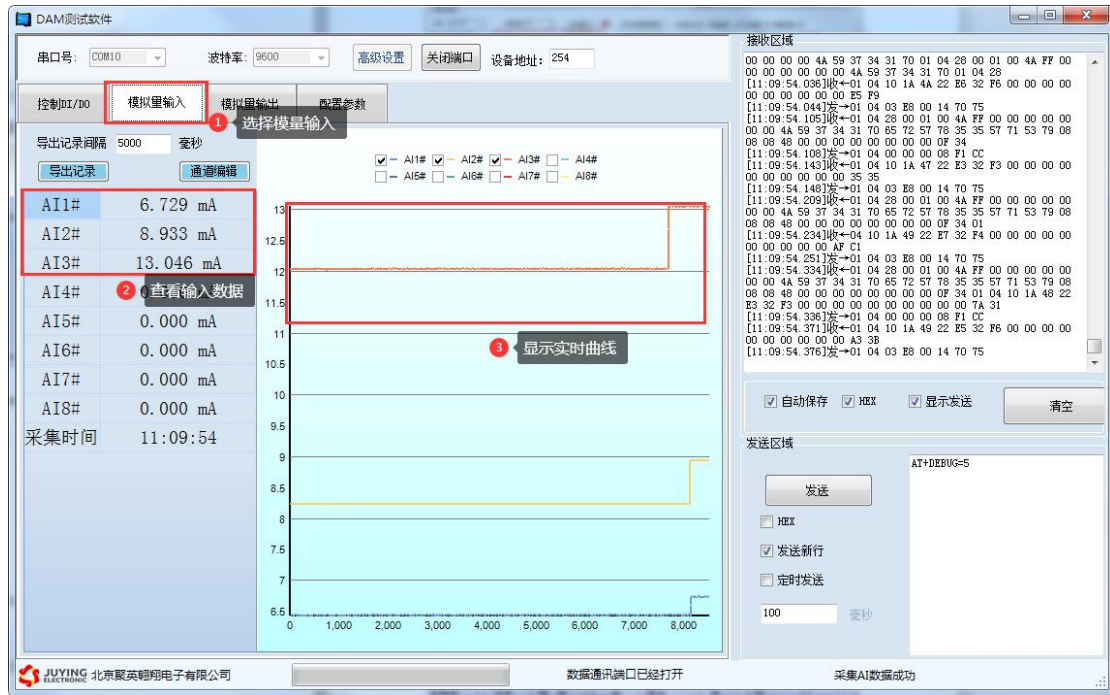 DAM测试软件
串口号: COM10 波特率: 9600 高级设置 关闭端口 设备地址: 254
控制DI/DO 模拟量输入 模拟量输出 配置参数
1 选择模量输入
导出记录间隔 5000 毫秒
导出记录 通道编辑
AI1# 6.729 mA
AI2# 8.933 mA
AI3# 13.046 mA
AI4#
2 查看输入数据
AI5# 0.000 mA
AI6# 0.000 mA
AI7# 0.000 mA
AI8# 0.000 mA
采集时间 11:09:54
AI1# AI2# AI3# AI4#
AI5# AI6# AI7# AI8#
13
12.5
12
11.5
11
10.5
10
9.5
9
8.5
8
7.5
7
6.5
0 1,000 2,000 3,000 4,000 5,000 6,000 7,000 8,000
3 显示实时曲线
接收区域
00 00 00 00 4A 59 37 34 31 70 01 04 28 00 01 00 4A FF 00
00 00 00 00 00 00 4A 59 37 34 31 70 01 04 28
[11:09:54.036]收←01 04 10 1A 4A 22 E6 32 F6 00 00 00 00
00 00 00 00 00 00 E5 F9
[11:09:54.044]发→01 04 03 E8 00 14 70 75
[11:09:54.105]收←01 04 28 00 01 00 4A FF 00 00 00 00 00
00 00 4A 59 37 34 31 70 65 72 57 78 35 35 57 71 53 79 08
08 08 48 00 00 00 00 00 00 00 00 0F 34
[11:09:54.108]发→01 04 00 00 00 08 F1 CC
[11:09:54.143]收←01 04 10 1A 47 22 E3 32 F3 00 00 00 00
00 00 00 00 00 00 35 35
[11:09:54.148]发→01 04 03 E8 00 14 70 75
[11:09:54.209]收←01 04 28 00 01 00 4A FF 00 00 00 00 00
00 00 4A 59 37 34 31 70 65 72 57 78 35 35 57 71 53 79 08
08 08 48 00 00 00 00 00 00 00 00 0F 34 01
[11:09:54.234]收←04 10 1A 49 22 E7 32 F4 00 00 00 00 00
00 00 00 00 00 AF C1
[11:09:54.251]发→01 04 03 E8 00 14 70 75
[11:09:54.334]收←01 04 28 00 01 00 4A FF 00 00 00 00 00
00 00 4A 59 37 34 31 70 65 72 57 78 35 35 57 71 53 79 08
08 08 48 00 00 00 00 00 00 00 00 0F 34 01 04 10 1A 48 22
E3 32 F3 00 00 00 00 00 00 00 00 00 00 7A 31
[11:09:54.336]发→01 04 00 00 00 08 F1 CC
[11:09:54.371]收←01 04 10 1A 49 22 E5 32 F6 00 00 00 00
00 00 00 00 00 00 A3 3B
[11:09:54.376]发→01 04 03 E8 00 14 70 75
自动保存 HEX 显示发送 清空
发送区域
AT+DEBUG=5
发送
HEX
发送新行
定时发送
100 毫秒
JUYING ELECTRONIC 北京聚英翱翔电子有限公司 数据通讯端口已经打开 采集AI数据成功